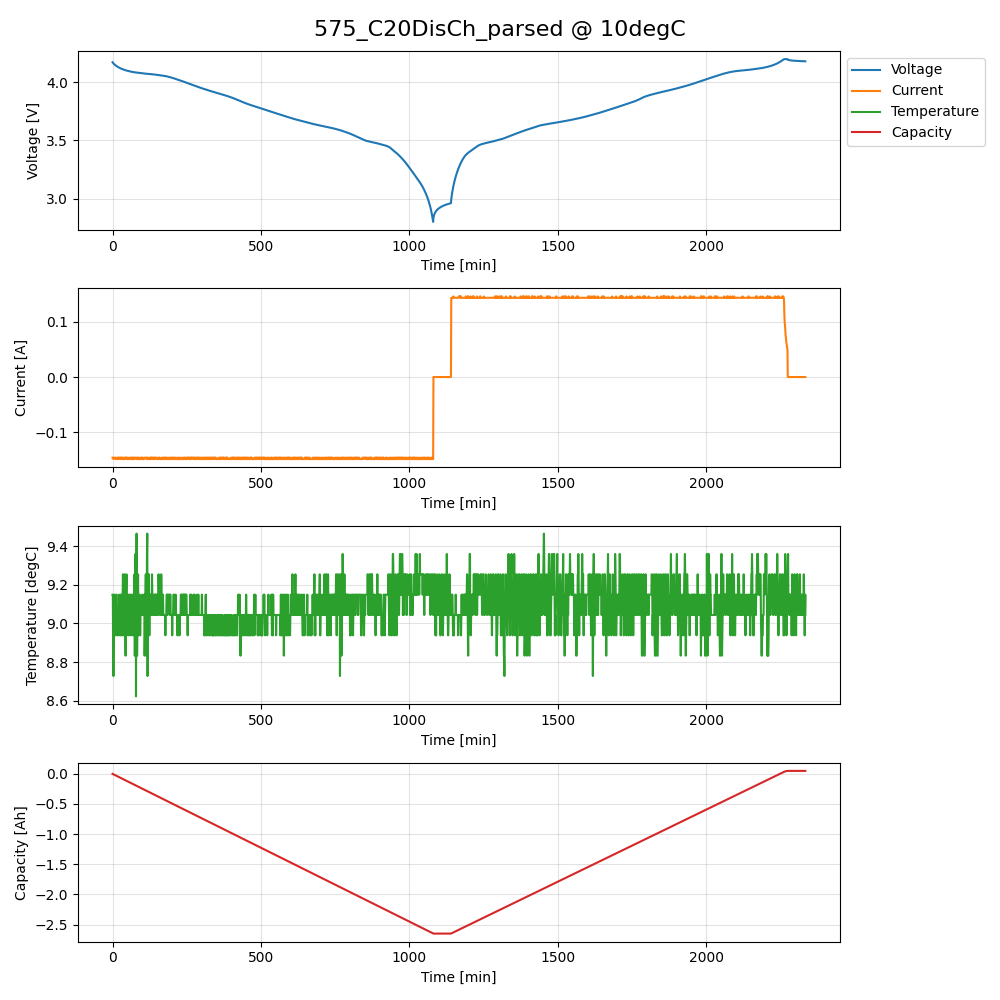 575_C20DisCh_parsed @ 10degC
Voltage [V]
4.0
3.5
3.0
0 500 1000 1500 2000
Time [min]
Voltage
Current
Temperature
Capacity
Current [A]
0.1
0.0
−0.1
0 500 1000 1500 2000
Time [min]
Temperature [degC]
9.4
9.2
9.0
8.8
8.6
0 500 1000 1500 2000
Time [min]
Capacity [Ah]
0.0
−0.5
−1.0
−1.5
−2.0
−2.5
0 500 1000 1500 2000
Time [min]